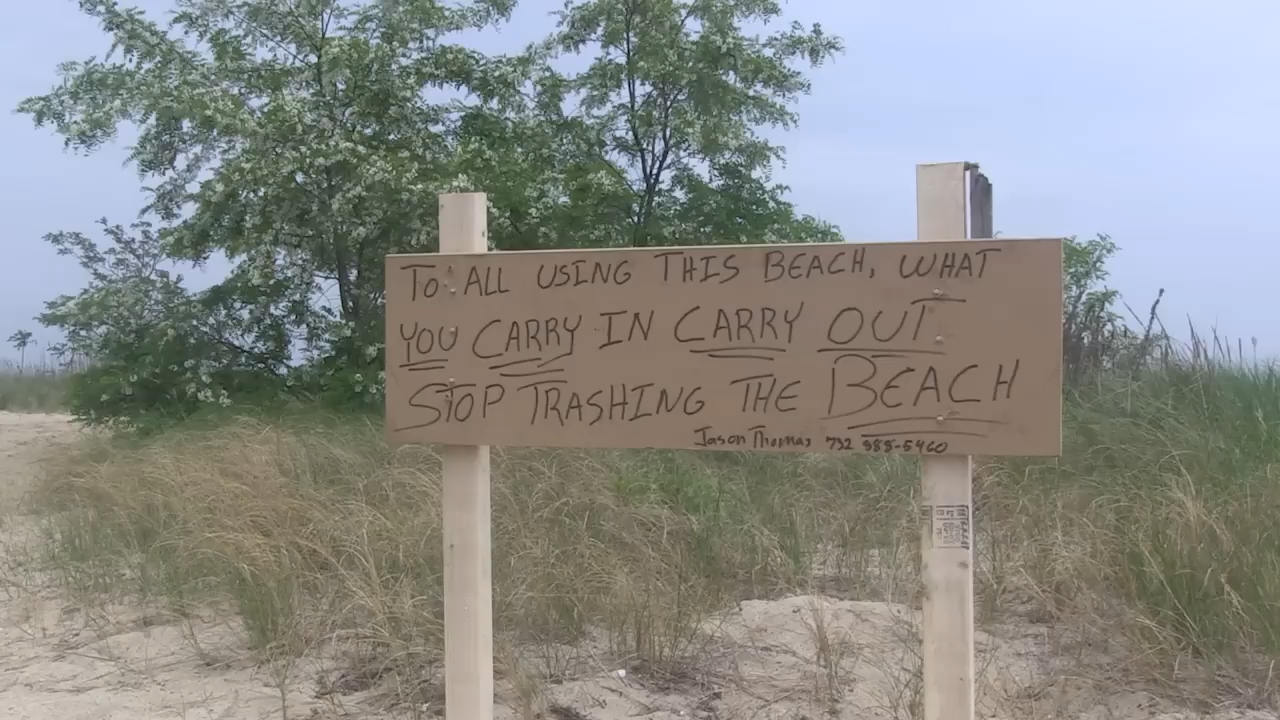 TO ALL USING THIS BEACH, WHAT
YOU CARRY IN CARRY OUT
STOP TRASHING THE BEACH
Jason Thomas 732 888-5460